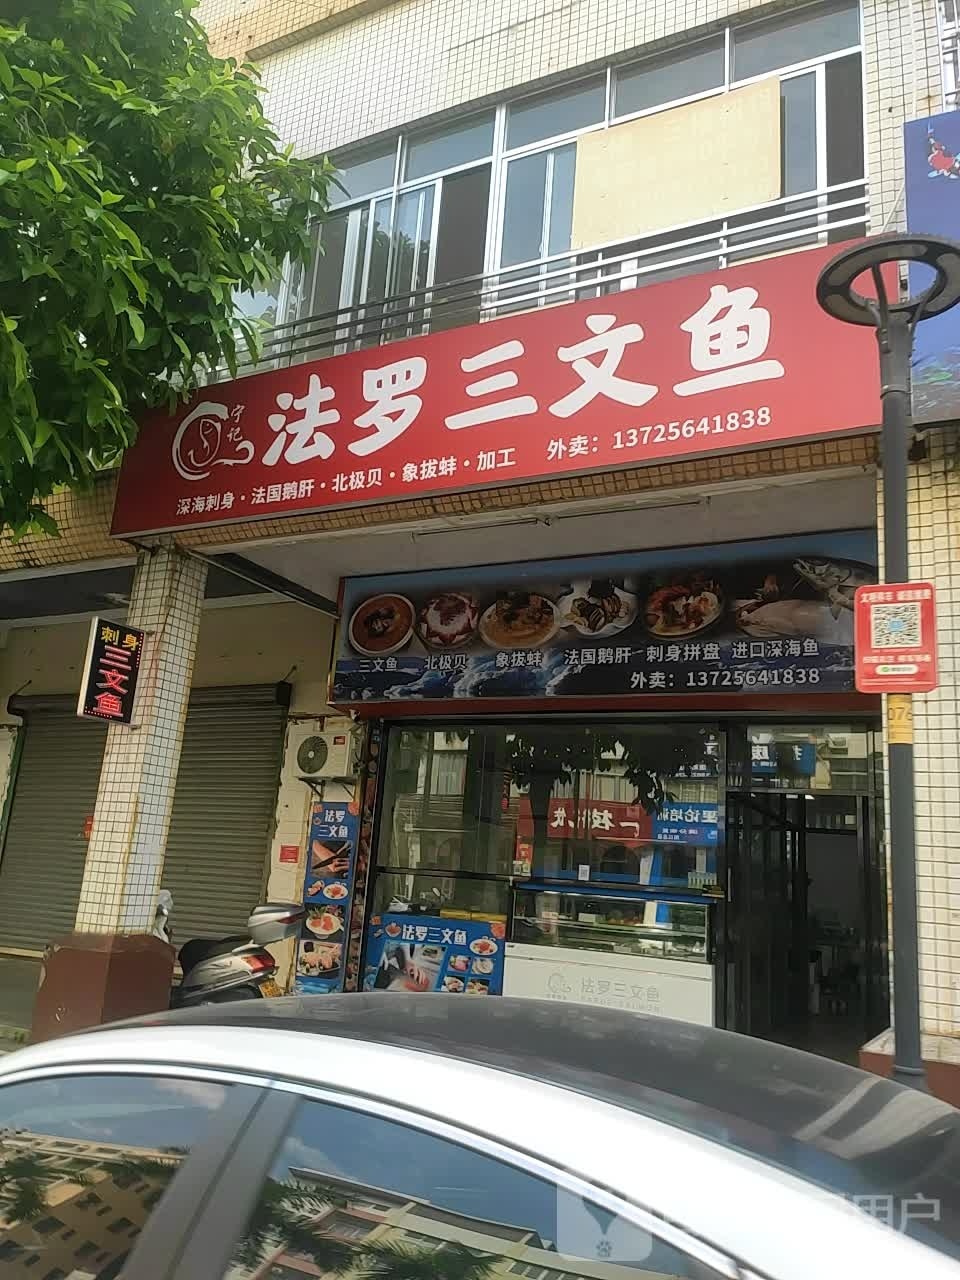 宁记
法罗三文鱼
深海刺身·法国鹅肝·北极贝·象拔蚌·加工 外卖：13725641838
三文鱼 北极贝 象拔蚌 法国鹅肝 刺身拼盘 进口深海鱼
外卖：13725641838
刺身
三文鱼
法罗
三文鱼
法罗三文鱼
法罗三文鱼
076
用户